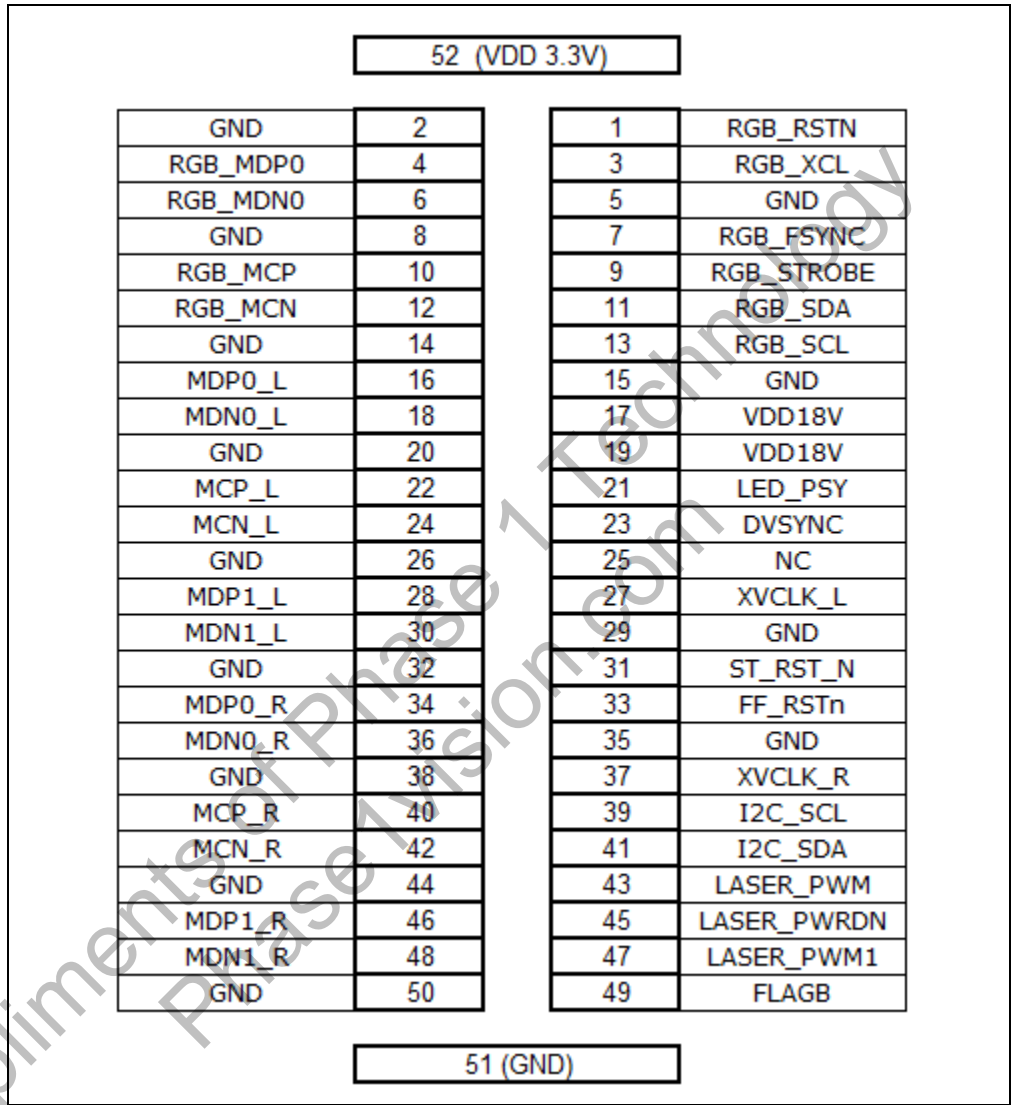 52 (VDD 3.3V)
GND 2 1 RGB_RSTN
RGB_MDP0 4 3 RGB_XCL
RGB_MDN0 6 5 GND
GND 8 7 RGB_FSYNC
RGB_MCP 10 9 RGB_STROBE
RGB_MCN 12 11 RGB_SDA
GND 14 13 RGB_SCL
MDP0_L 16 15 GND
MDN0_L 18 17 VDD18V
GND 20 19 VDD18V
MCP_L 22 21 LED_PSY
MCN_L 24 23 DVSYNC
GND 26 25 NC
MDP1_L 28 27 XVCLK_L
MDN1_L 30 29 GND
GND 32 31 ST_RST_N
MDP0_R 34 33 FF_RSTn
MDN0_R 36 35 GND
GND 38 37 XVCLK_R
MCP_R 40 39 I2C_SCL
MCN_R 42 41 I2C_SDA
GND 44 43 LASER_PWM
MDP1_R 46 45 LASER_PWRDN
MDN1_R 48 47 LASER_PWM1
GND 50 49 FLAGB
51 (GND)
of Phase 1 Technology
Phase1vision.com